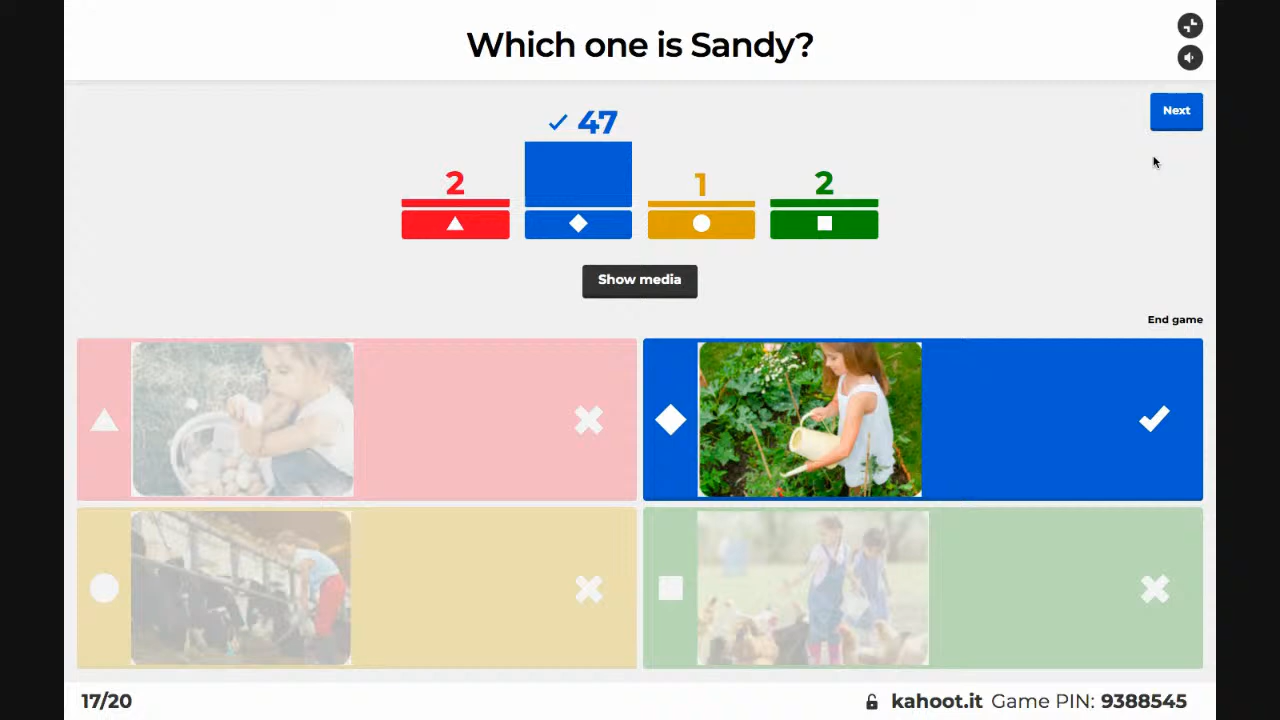 Which one is Sandy?
Next
47
2
1
2
Show media
End game
17/20
kahoot.it Game PIN: 9388545